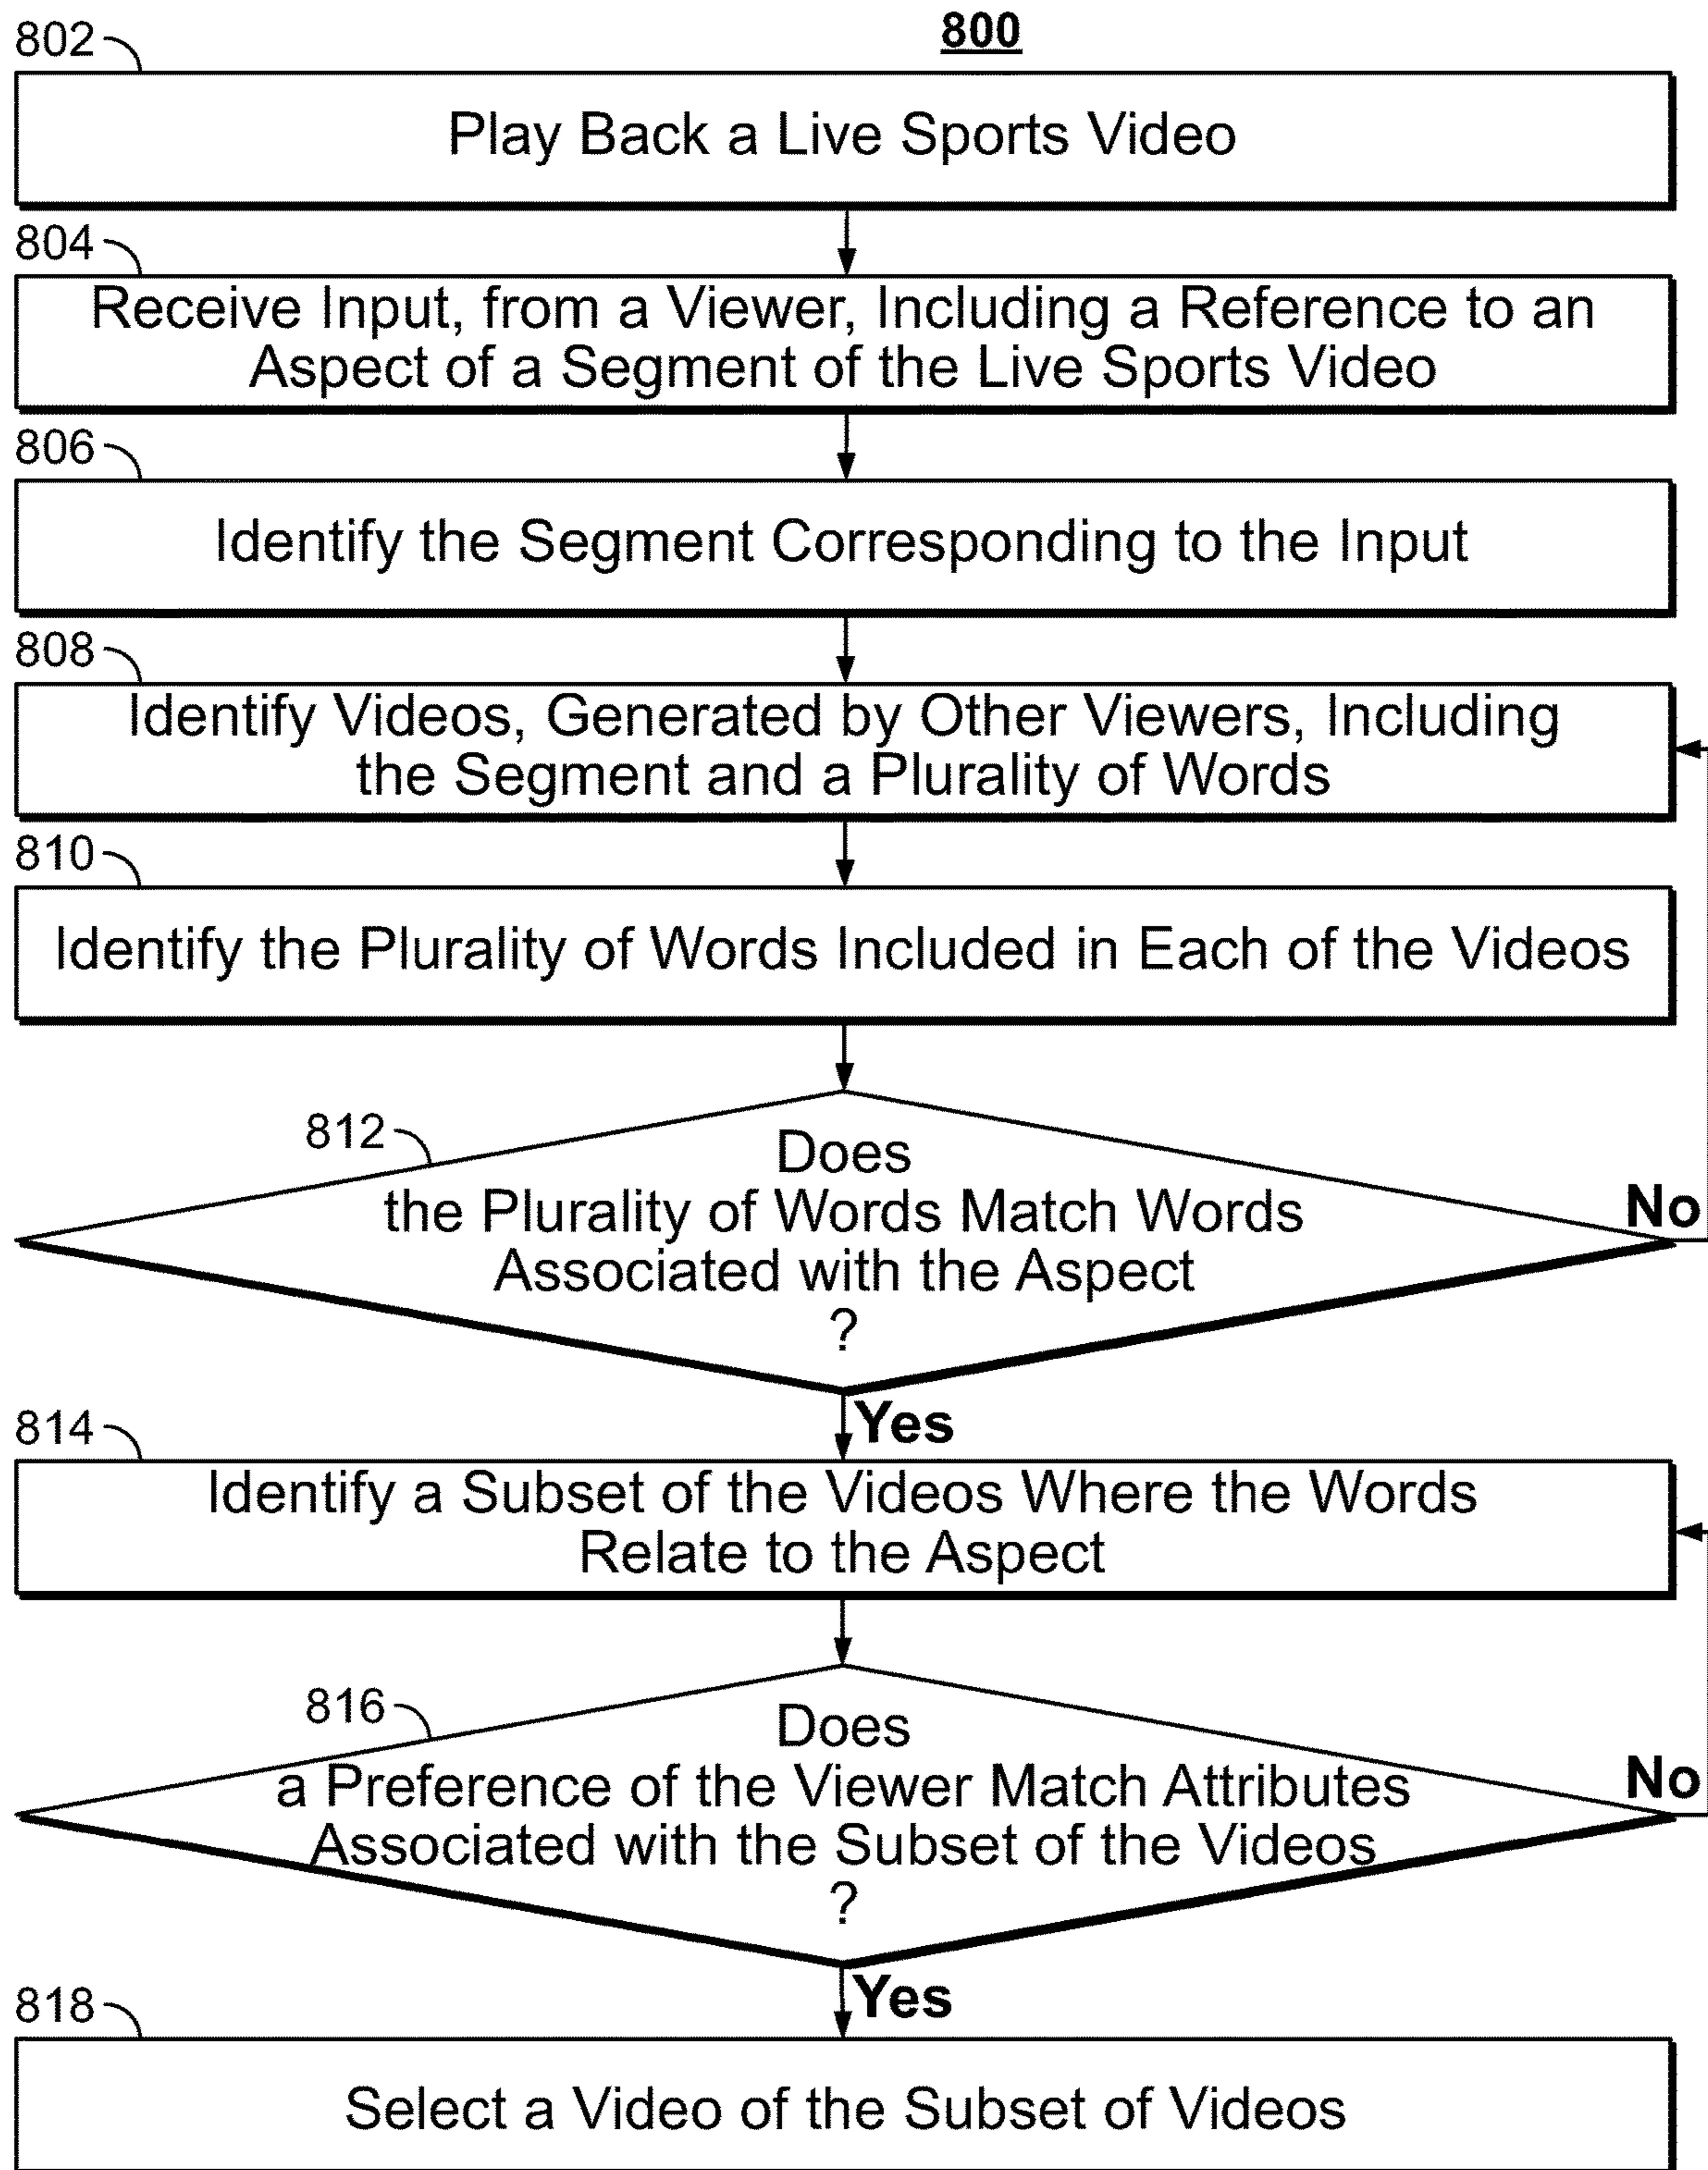 800
802
Play Back a Live Sports Video
804
Receive Input, from a Viewer, Including a Reference to an
Aspect of a Segment of the Live Sports Video
806
Identify the Segment Corresponding to the Input
808
Identify Videos, Generated by Other Viewers, Including
the Segment and a Plurality of Words
810
Identify the Plurality of Words Included in Each of the Videos
812
Does
the Plurality of Words Match Words
Associated with the Aspect
?
No
Yes
814
Identify a Subset of the Videos Where the Words
Relate to the Aspect
816
Does
a Preference of the Viewer Match Attributes
Associated with the Subset of the Videos
?
No
Yes
818
Select a Video of the Subset of Videos